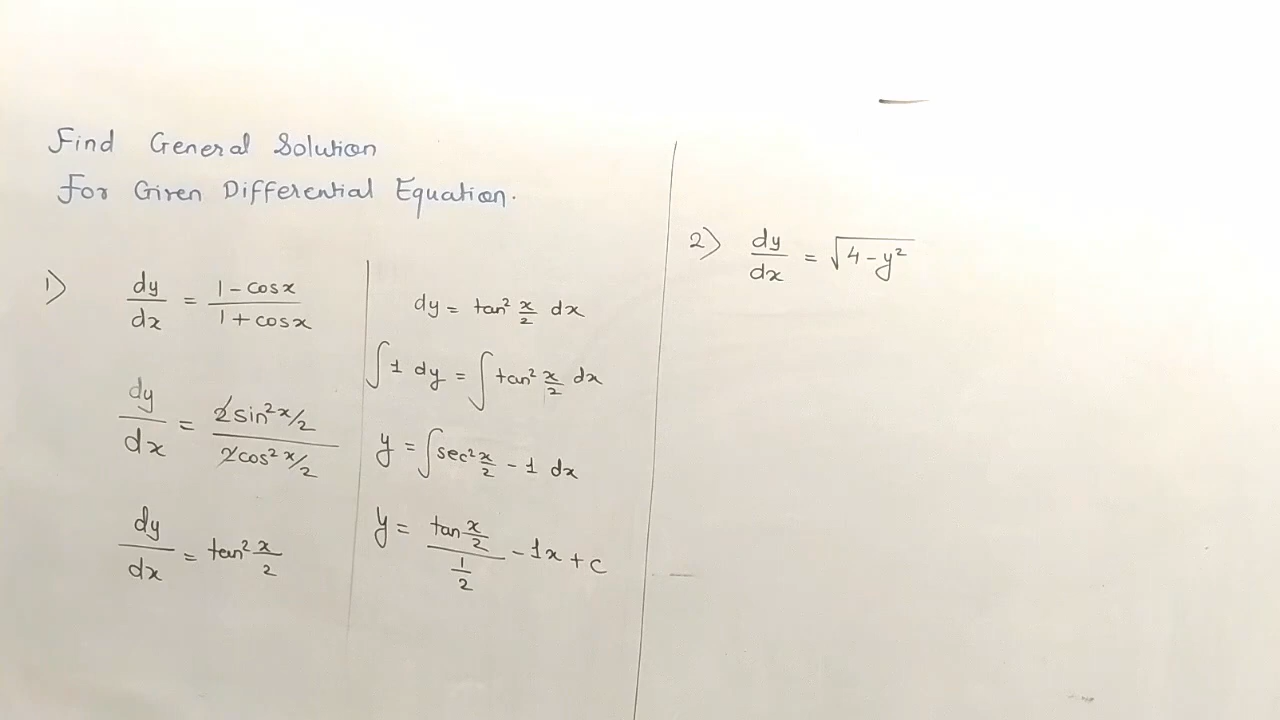 Find General Solution
For Given Differential Equation.
1) dy/dx = (1 - cosx)/(1 + cosx)
dy/dx = 2sin² x/2 / 2cos² x/2
dy/dx = tan² x/2
dy = tan² x/2 dx
∫1 dy = ∫tan² x/2 dx
y = ∫sec² x/2 - 1 dx
y = (tan x/2)/(1/2) - 1x + c
2) dy/dx = √(4 - y²)